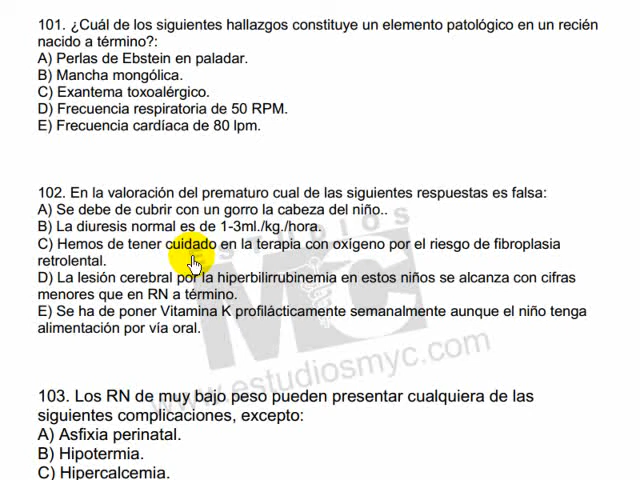 101. ¿Cuál de los siguientes hallazgos constituye un elemento patológico en un recién
nacido a término?:
A) Perlas de Ebstein en paladar.
B) Mancha mongólica.
C) Exantema toxoalérgico.
D) Frecuencia respiratoria de 50 RPM.
E) Frecuencia cardíaca de 80 lpm.
102. En la valoración del prematuro cual de las siguientes respuestas es falsa:
A) Se debe de cubrir con un gorro la cabeza del niño..
B) La diuresis normal es de 1-3ml./kg./hora.
C) Hemos de tener cuidado en la terapia con oxígeno por el riesgo de fibroplasia
retrolental.
D) La lesión cerebral por la hiperbilirrubinemia en estos niños se alcanza con cifras
menores que en RN a término.
E) Se ha de poner Vitamina K profilácticamente semanalmente aunque el niño tenga
alimentación por vía oral.
103. Los RN de muy bajo peso pueden presentar cualquiera de las
siguientes complicaciones, excepto:
A) Asfixia perinatal.
B) Hipotermia.
C) Hipercalcemia.
ESTUDIOS
MC
www.estudiosmyc.com